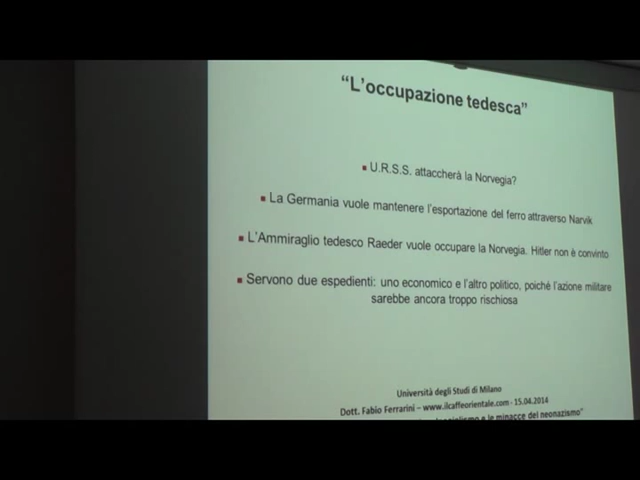 “L’occupazione tedesca”
▪ U.R.S.S. attaccherà la Norvegia?
▪ La Germania vuole mantenere l’esportazione del ferro attraverso Narvik
▪ L’Ammiraglio tedesco Raeder vuole occupare la Norvegia. Hitler non è convinto
▪ Servono due espedienti: uno economico e l’altro politico, poichè l’azione militare
sarebbe ancora troppo rischiosa
Università degli Studi di Milano
Dott. Fabio Ferrarini – www.ilcaffeorientale.com - 15.04.2014
e le minacce del neonazismo”